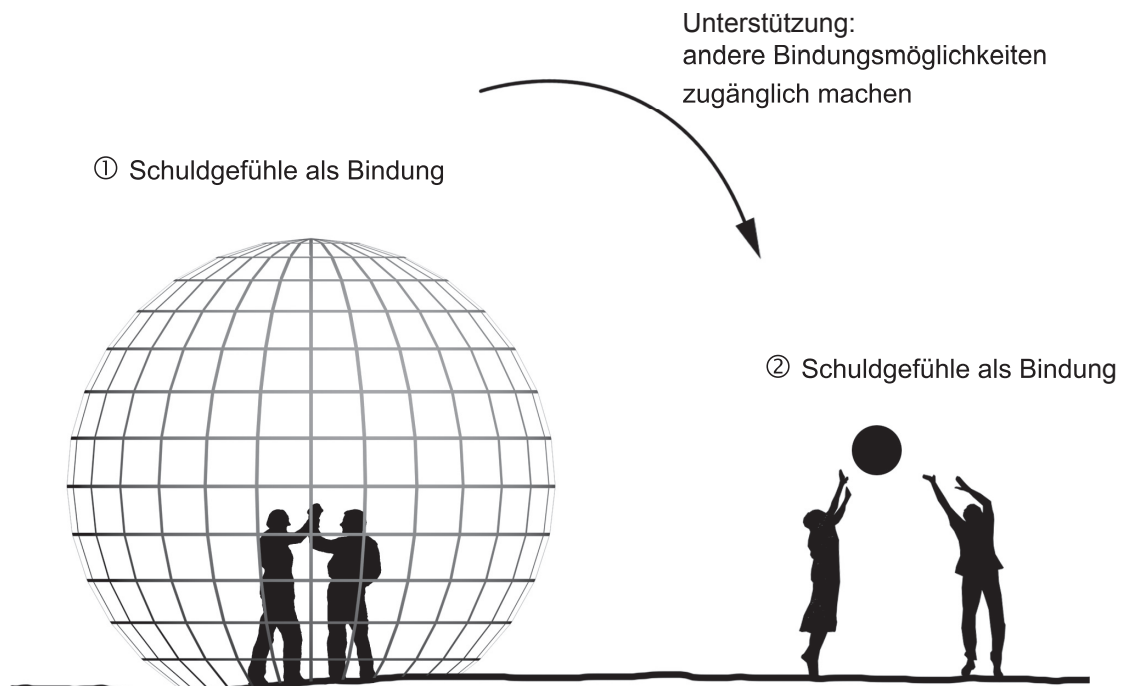 Unterstützung:
andere Bindungsmöglichkeiten
zugänglich machen
① Schuldgefühle als Bindung
② Schuldgefühle als Bindung